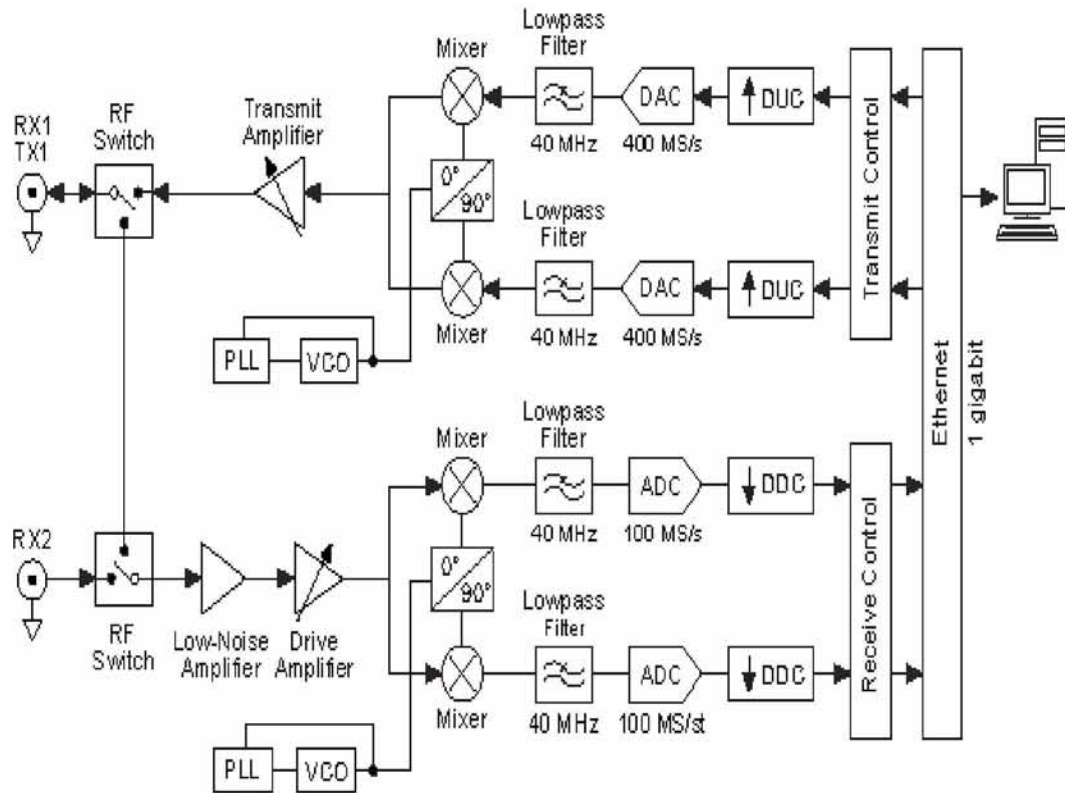 Mixer
Lowpass
Filter
40 MHz
DAC
400 MS/s
DUC
Transmit
Amplifier
RF
Switch
RX1
TX1
0°
90°
Lowpass
Filter
40 MHz
DAC
400 MS/s
DUC
Mixer
PLL
VCO
Transmit Control
Ethernet
1 gigabit
Mixer
Lowpass
Filter
40 MHz
ADC
100 MS/s
DDC
RX2
RF
Switch
Low-Noise
Amplifier
Drive
Amplifier
0°
90°
Lowpass
Filter
40 MHz
ADC
100 MS/st
DDC
Mixer
PLL
VCO
Receive Control